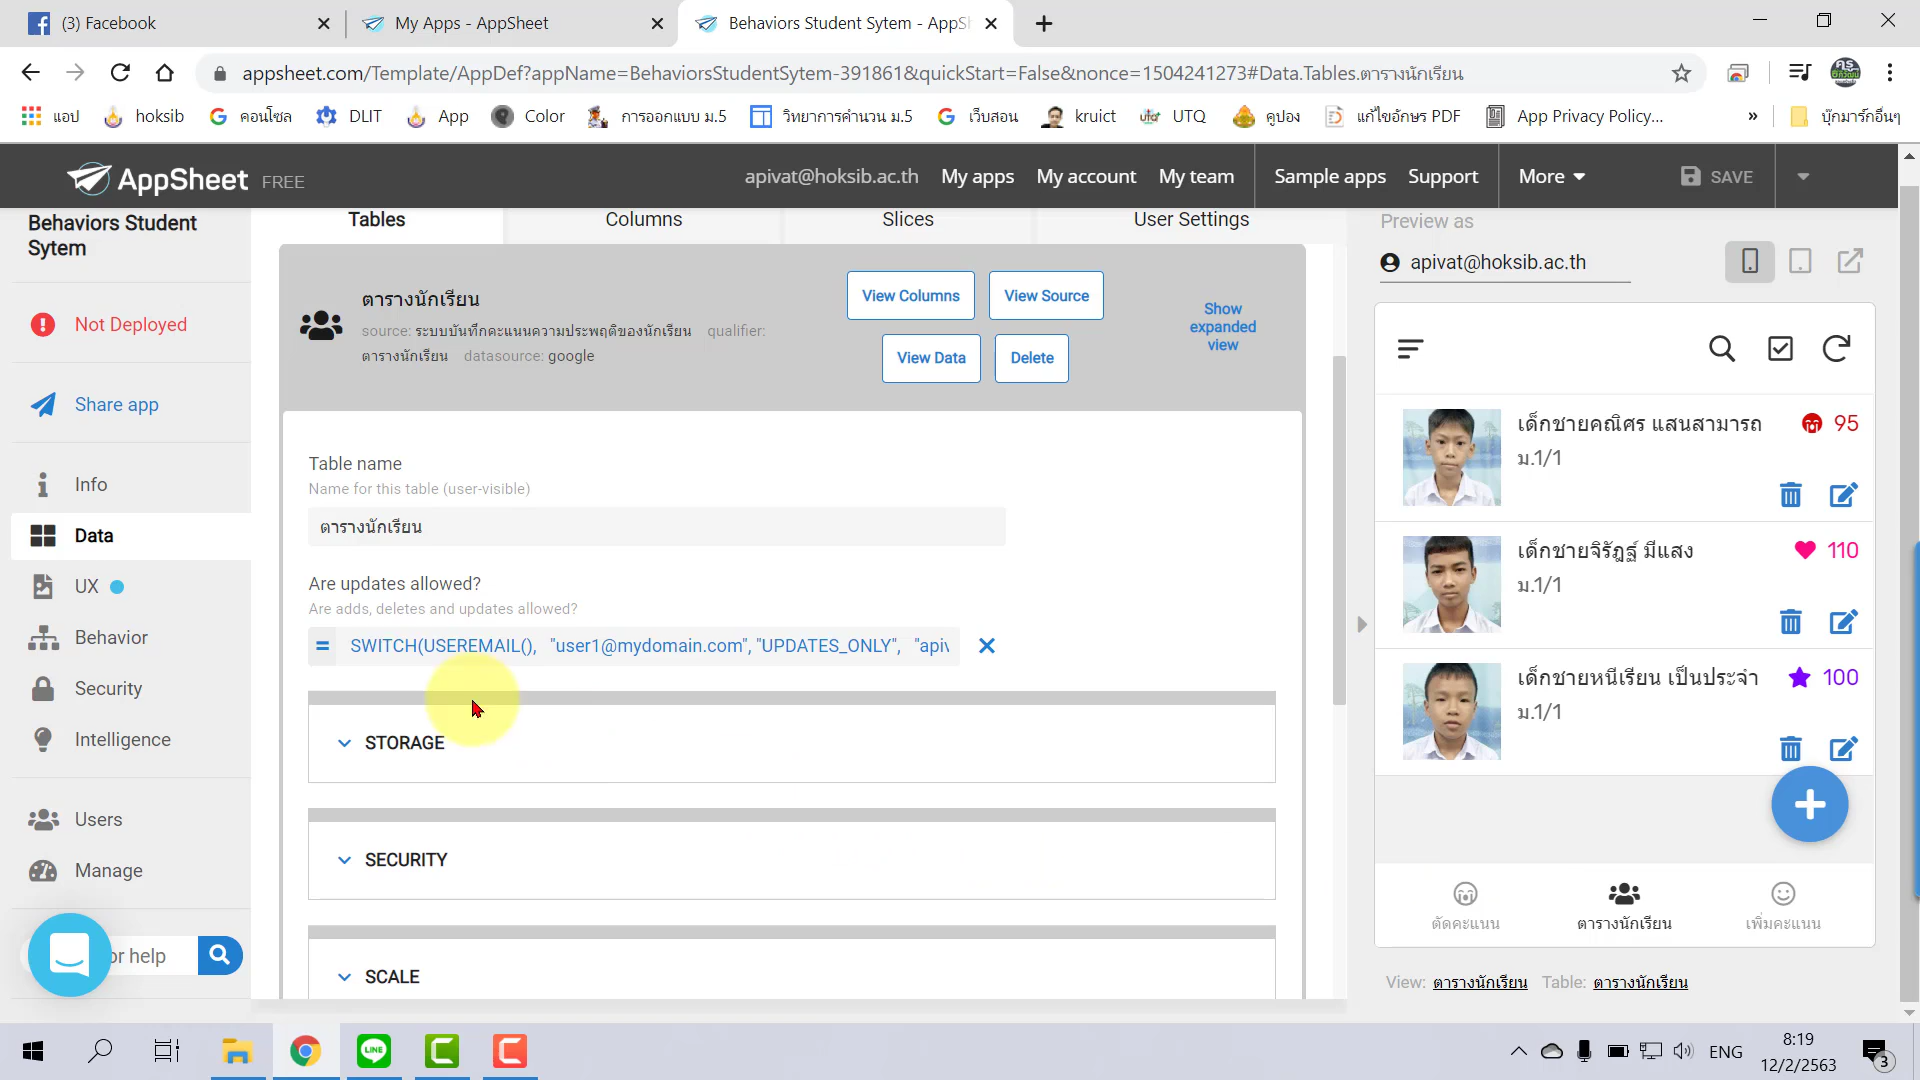 (3) Facebook
My Apps - AppSheet
Behaviors Student Sytem - AppSh
appsheet.com/Template/AppDef?appName=BehaviorsStudentSytem-391861&quickStart=False&nonce=1504241273#Data.Tables.ตารางนักเรียน
แอป hoksib คอนโซล DLIT App Color การออกแบบ ม.5 วิทยาการคำนวน ม.5 เว็บสอน kruict UTQ คูปอง แก้ไขอักษร PDF App Privacy Policy... » บุ๊กมาร์กอื่นๆ
AppSheet FREE
apivat@hoksib.ac.th My apps My account My team Sample apps Support More SAVE
Behaviors Student
Sytem
Not Deployed
Share app
Info
Data
UX
Behavior
Security
Intelligence
Users
Manage
or help
Tables Columns Slices User Settings
ตารางนักเรียน
source: ระบบบันทึกคะแนนความประพฤติของนักเรียน qualifier:
ตารางนักเรียน datasource: google
View Columns
View Source
View Data
Delete
Show
expanded
view
Table name
Name for this table (user-visible)
ตารางนักเรียน
Are updates allowed?
Are adds, deletes and updates allowed?
= SWITCH(USEREMAIL(), "user1@mydomain.com", "UPDATES_ONLY", "apiv
STORAGE
SECURITY
SCALE
Preview as
apivat@hoksib.ac.th
เด็กชายคณิศร แสนสามารถ 95
ม.1/1
เด็กชายจิรัฎฐ์ มีแสง 110
ม.1/1
เด็กชายหนีเรียน เป็นประจำ 100
ม.1/1
ตัดคะแนน
ตารางนักเรียน
เพิ่มคะแนน
View: ตารางนักเรียน Table: ตารางนักเรียน
LINE
ENG
8:19
12/2/2563
3